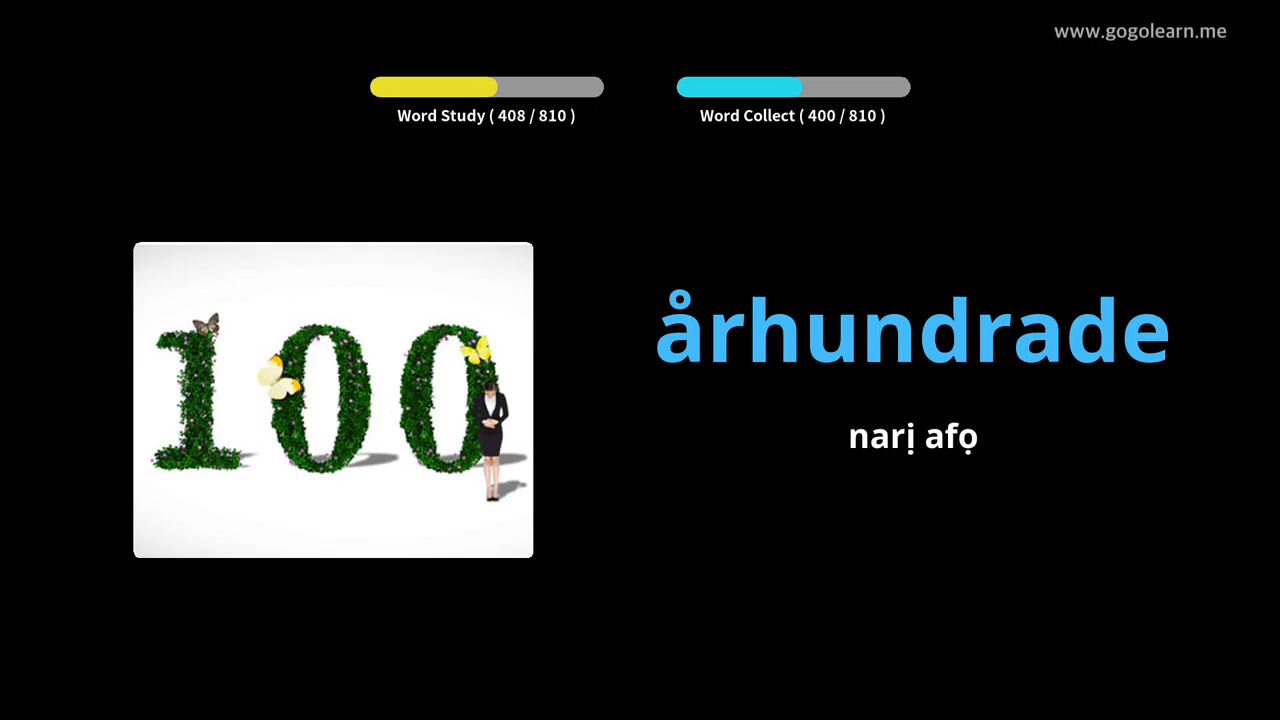 www.gogolearn.me
Word Study ( 408 / 810 )
Word Collect ( 400 / 810 )
100
århundrade
narị afọ